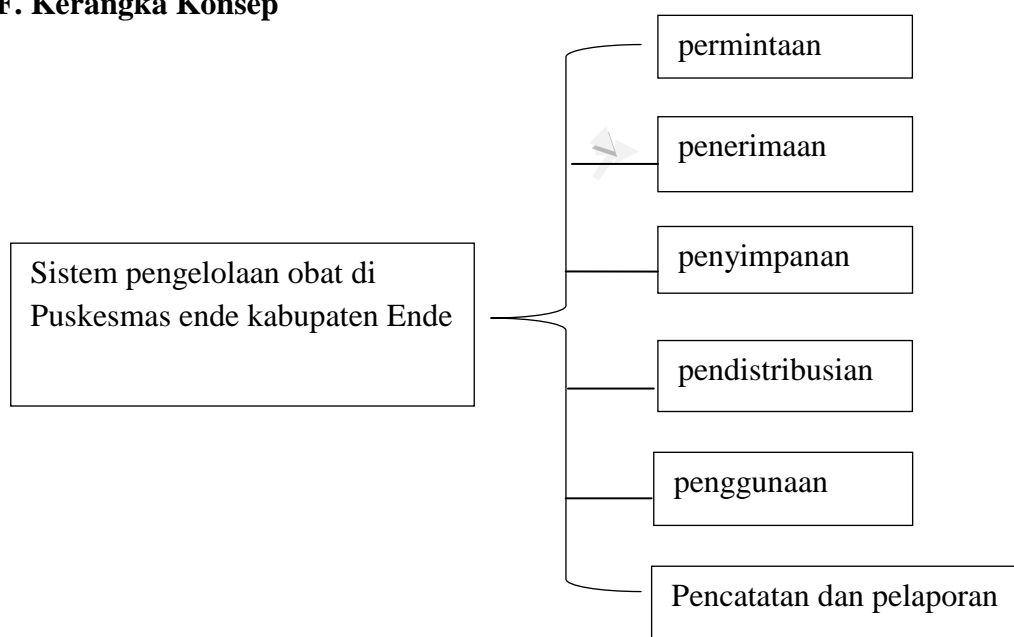 F. Kerangka Konsep
permintaan
penerimaan
penyimpanan
Sistem pengelolaan obat di
Puskesmas ende kabupaten Ende
pendistribusian
penggunaan
Pencatatan dan pelaporan